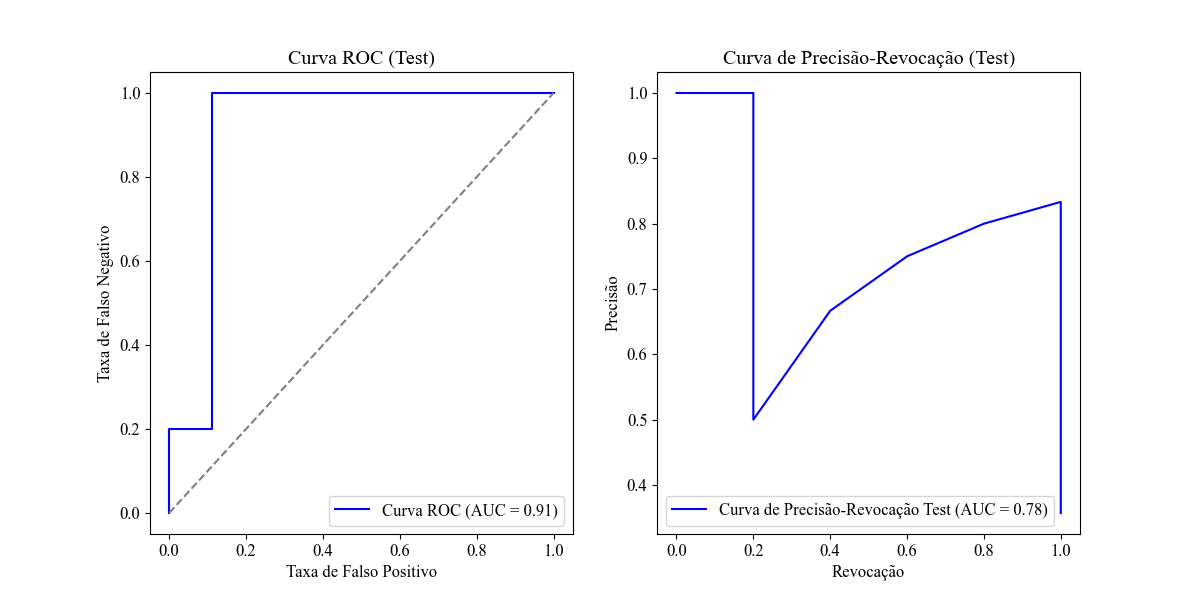 Curva ROC (Test)
Taxa de Falso Negativo
1.0
0.8
0.6
0.4
0.2
0.0
Curva ROC (AUC = 0.91)
0.0 0.2 0.4 0.6 0.8 1.0
Taxa de Falso Positivo
Curva de Precisão-Revocação (Test)
Precisão
1.0
0.9
0.8
0.7
0.6
0.5
0.4
Curva de Precisão-Revocação Test (AUC = 0.78)
0.0 0.2 0.4 0.6 0.8 1.0
Revocação